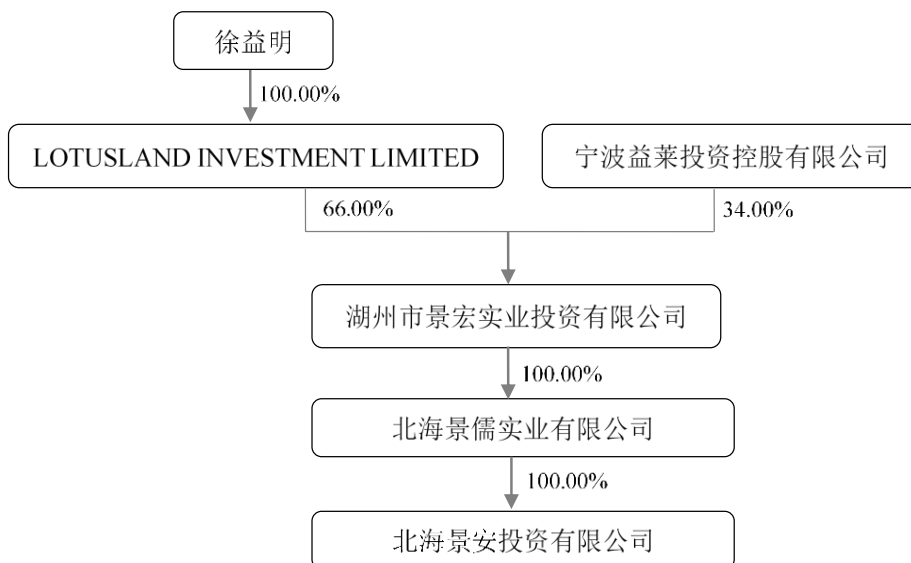 徐益明
100.00%
LOTUSLAND INVESTMENT LIMITED
宁波益莱投资控股有限公司
66.00%
34.00%
湖州市景宏实业投资有限公司
100.00%
北海景儒实业有限公司
100.00%
北海景安投资有限公司